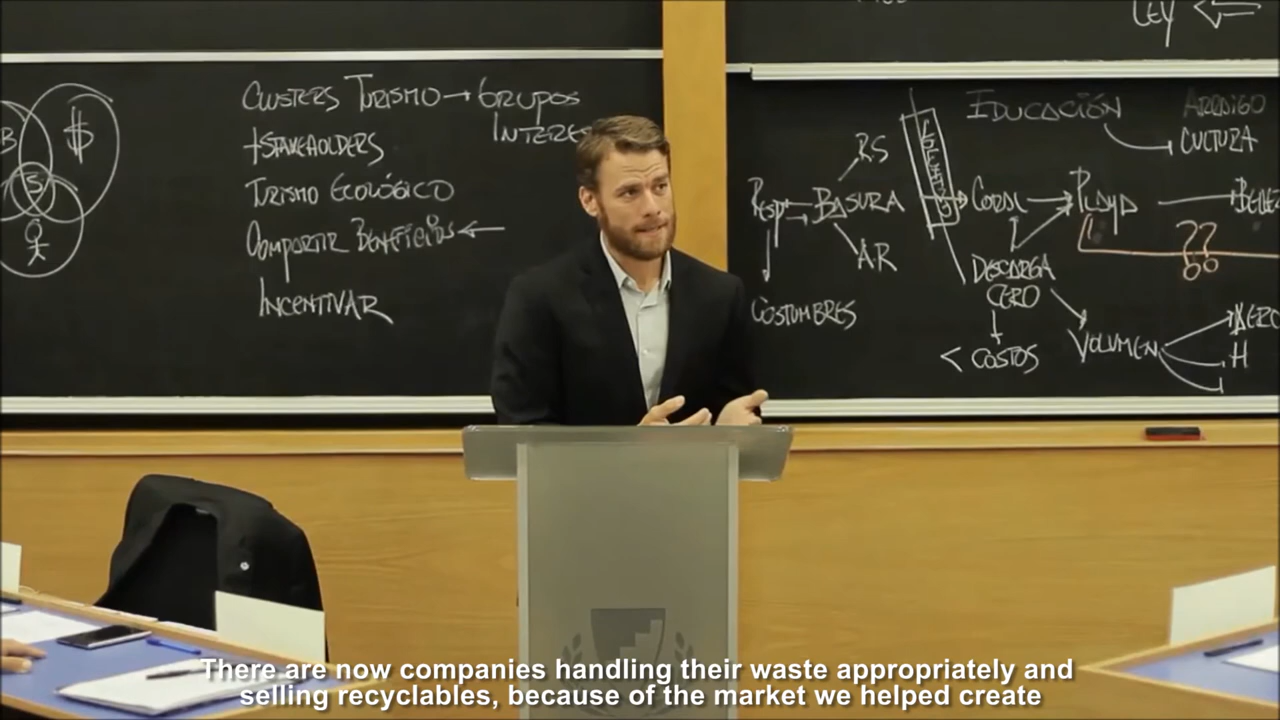 LEY
B $
S
CLUSTERS TURISMO → GRUPOS
INTERES
+STAKEHOLDERS
TURISMO ECOLÓGICO
COMPARTIR BENEFICIOS ←
INCENTIVAR
EDUCACIÓN
ARRAIGO
CULTURA
RS
RESP
BASURA
CORAL
PLAYA
??
AR
DESCARGA
CERO
COSTUMBRES
< COSTOS
VOLUMEN
H
There are now companies handling their waste appropriately and
selling recyclables, because of the market we helped create